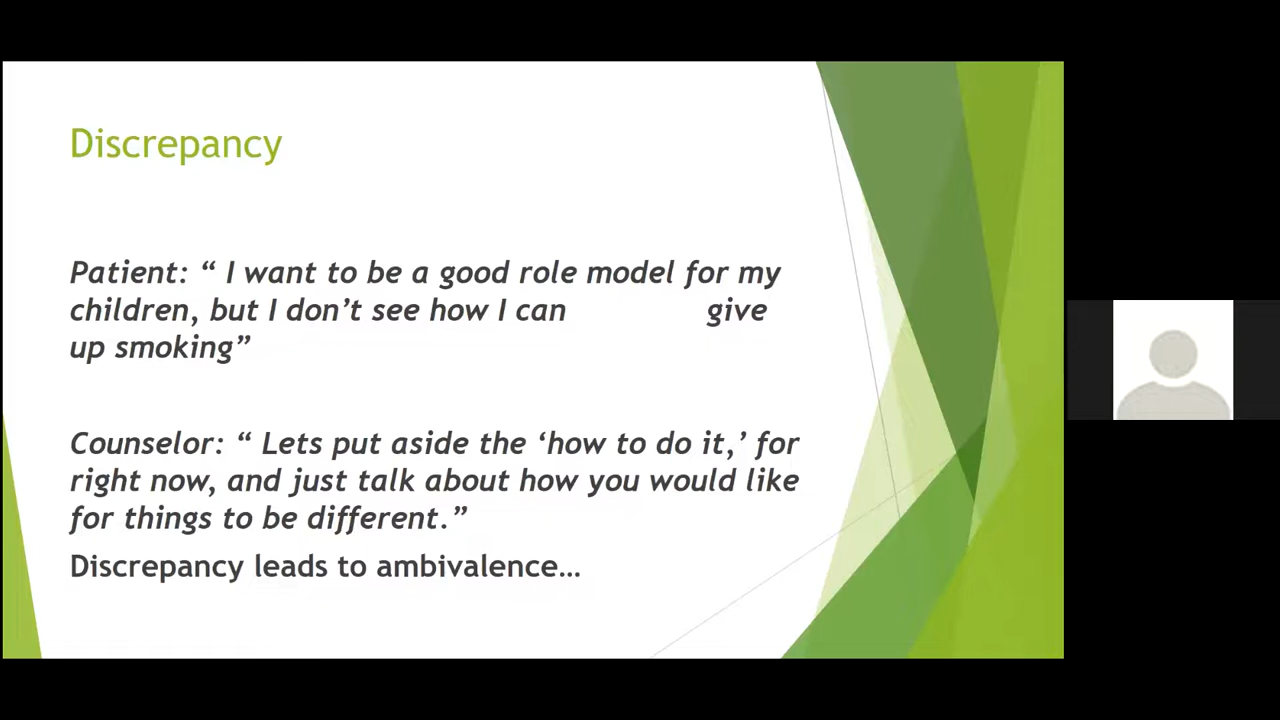 Discrepancy
Patient: “ I want to be a good role model for my
children, but I don’t see how I can give
up smoking”
Counselor: “ Lets put aside the ‘how to do it,’ for
right now, and just talk about how you would like
for things to be different.”
Discrepancy leads to ambivalence…